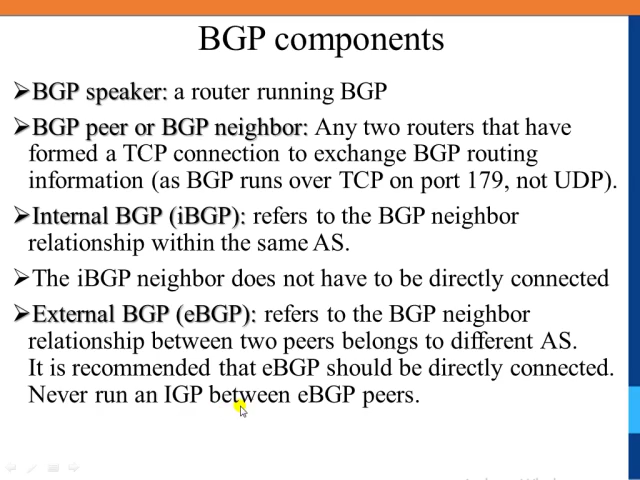 BGP components
➢BGP speaker: a router running BGP
➢BGP peer or BGP neighbor: Any two routers that have
formed a TCP connection to exchange BGP routing
information (as BGP runs over TCP on port 179, not UDP).
➢Internal BGP (iBGP): refers to the BGP neighbor
relationship within the same AS.
➢The iBGP neighbor does not have to be directly connected
➢External BGP (eBGP): refers to the BGP neighbor
relationship between two peers belongs to different AS.
It is recommended that eBGP should be directly connected.
Never run an IGP between eBGP peers.